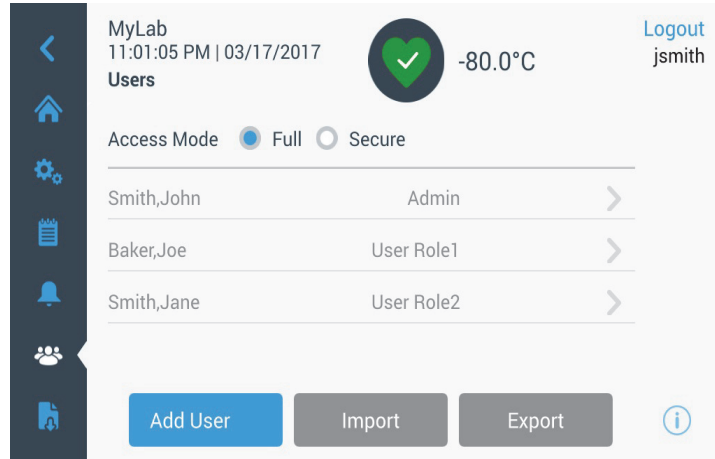 MyLab
11:01:05 PM | 03/17/2017
Users
-80.0°C
Logout
jsmith
Access Mode Full Secure
Smith,John Admin
Baker,Joe User Role1
Smith,Jane User Role2
Add User Import Export
i